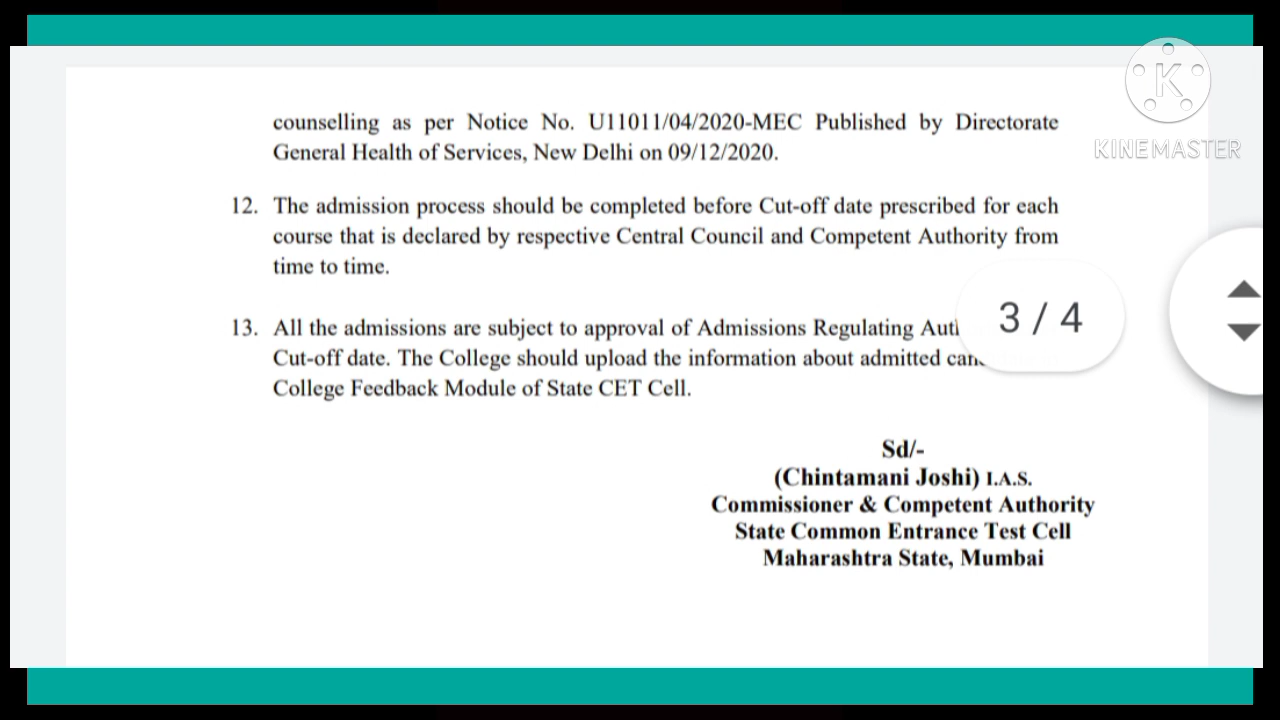 counselling as per Notice No. U11011/04/2020-MEC Published by Directorate
General Health of Services, New Delhi on 09/12/2020.
12. The admission process should be completed before Cut-off date prescribed for each
course that is declared by respective Central Council and Competent Authority from
time to time.
13. All the admissions are subject to approval of Admissions Regulating
Cut-off date. The College should upload the information about admitted
College Feedback Module of State CET Cell.
Sd/-
(Chintamani Joshi) I.A.S.
Commissioner & Competent Authority
State Common Entrance Test Cell
Maharashtra State, Mumbai
3 / 4
K
KINEMASTER